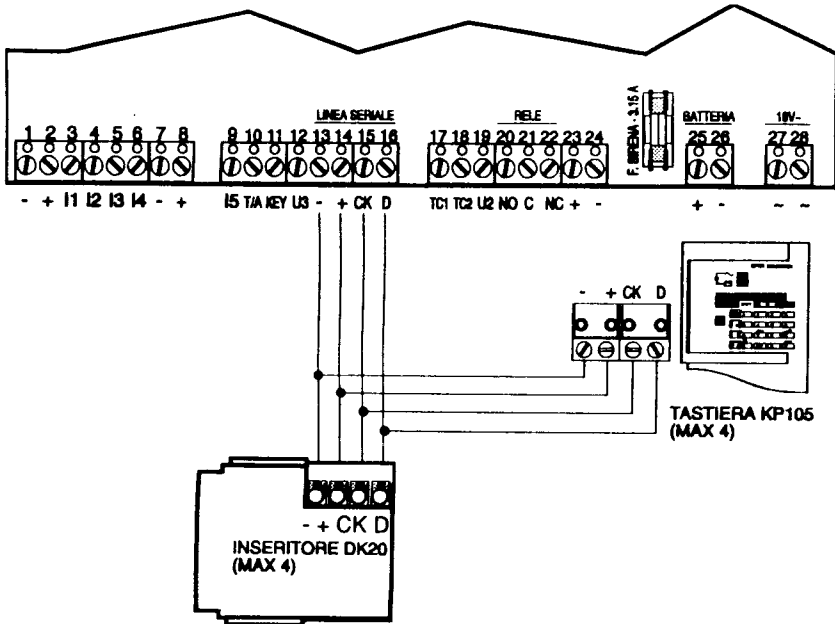 LINEA SERIALE
RELE
F. SIRENA - 3.15 A
BATTERIA
18V~
1 2 3 4 5 6 7 8
9 10 11 12 13 14 15 16
17 18 19 20 21 22 23 24
25 26
27 28
- + I1 I2 I3 I4 - +
I5 T/A KEY U3 - + CK D
TC1 TC2 U2 NO C NC + -
+ -
~ ~
- + CK D
TASTIERA KP105
(MAX 4)
- + CK D
INSERITORE DK20
(MAX 4)